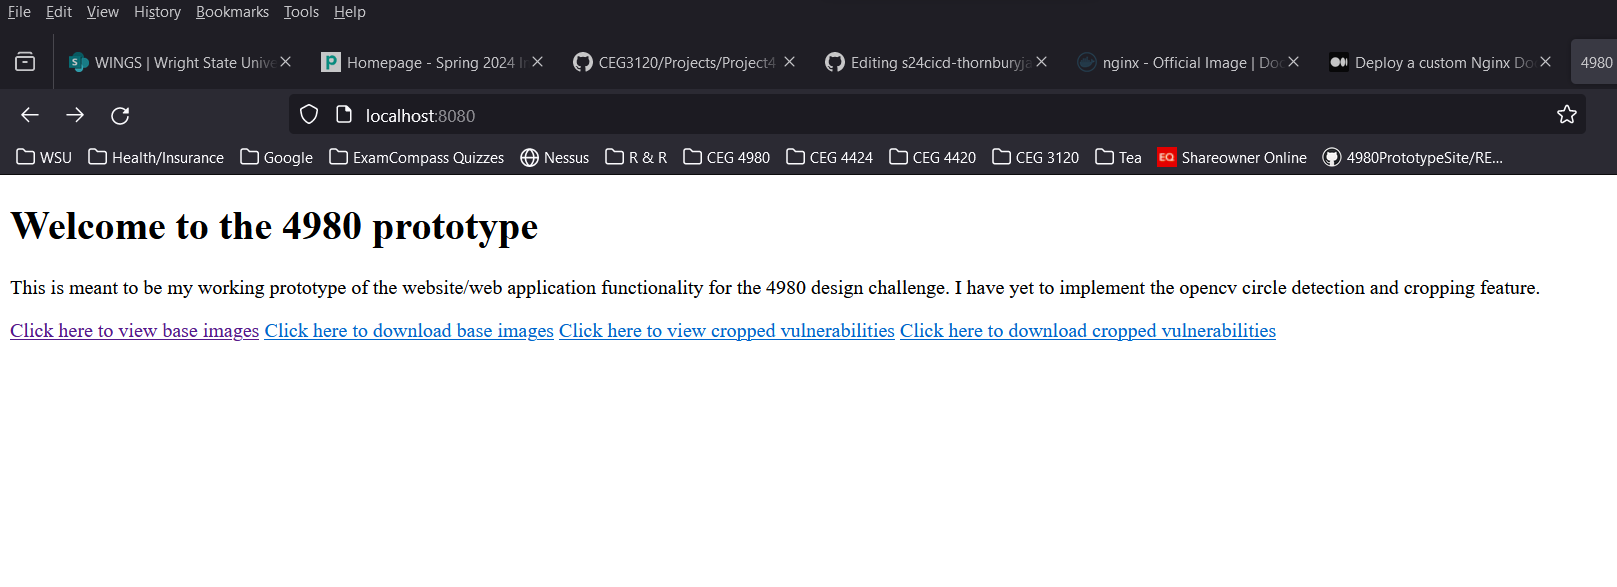 File Edit View History Bookmarks Tools Help
WINGS | Wright State Unive Homepage - Spring 2024 CEG3120/Projects/Project4 Editing s24cicd-thornburyja nginx - Official Image | Doc Deploy a custom Nginx Do 4980
localhost:8080
WSU Health/Insurance Google ExamCompass Quizzes Nessus R & R CEG 4980 CEG 4424 CEG 4420 CEG 3120 Tea EQ Shareowner Online 4980PrototypeSite/RE...
Welcome to the 4980 prototype
This is meant to be my working prototype of the website/web application functionality for the 4980 design challenge. I have yet to implement the opencv circle detection and cropping feature.
Click here to view base images Click here to download base images Click here to view cropped vulnerabilities Click here to download cropped vulnerabilities